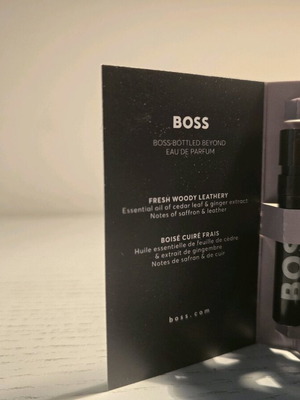 BOSS
BOSS·BOTTLED BEYOND
EAU DE PARFUM
FRESH WOODY LEATHERY
Essential oil of cedar leaf & ginger extract
Notes of saffron & leather
BOISÉ CUIRÉ FRAIS
Huile essentielle de feuille de cèdre
& extrait de gingembre
Notes de safran & de cuir
boss.com
BOSS